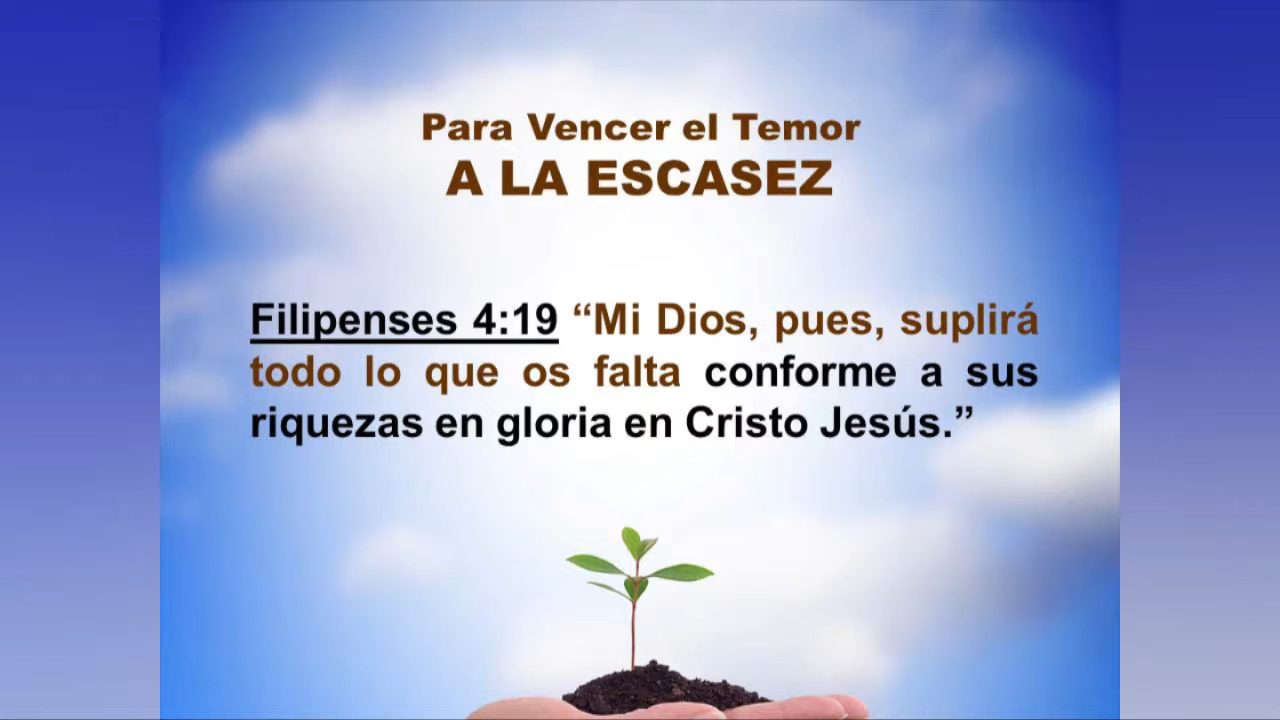 Para Vencer el Temor
A LA ESCASEZ
Filipenses 4:19 “Mi Dios, pues, suplirá
todo lo que os falta conforme a sus
riquezas en gloria en Cristo Jesús.”